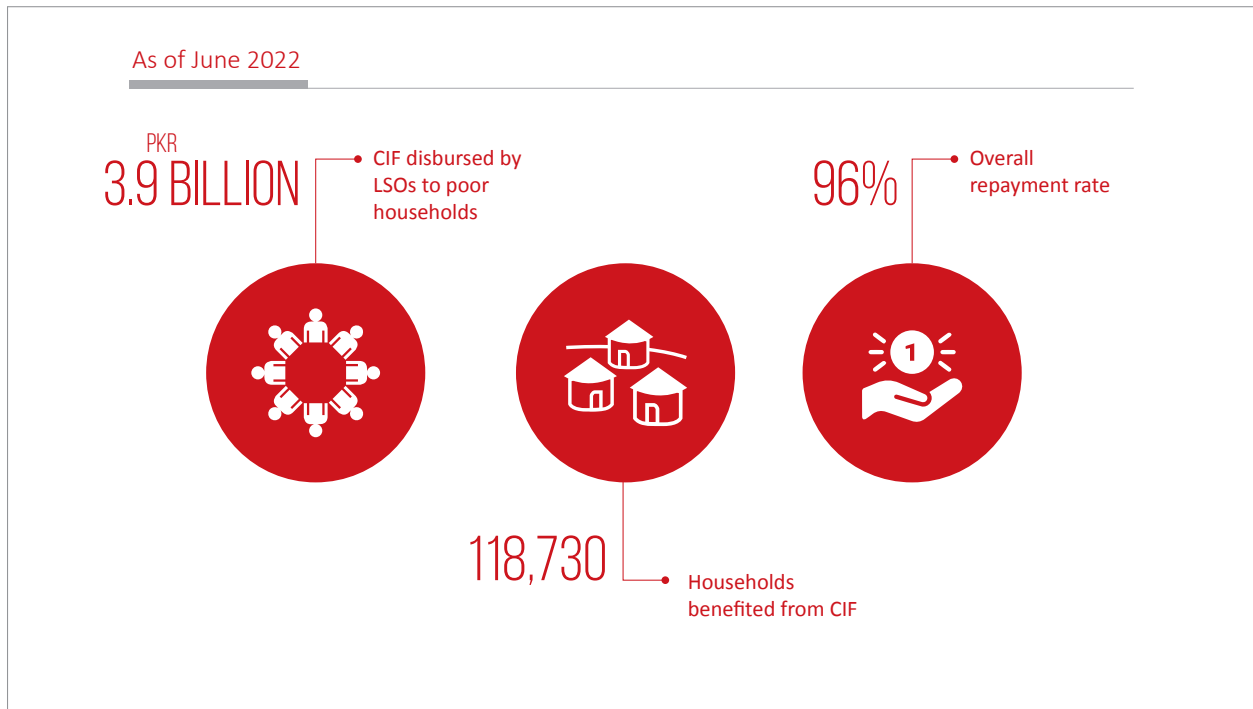 As of June 2022
PKR
3.9 BILLION
CIF disbursed by
LSOs to poor
households
96%
Overall
repayment rate
1
118,730
Households
benefited from CIF